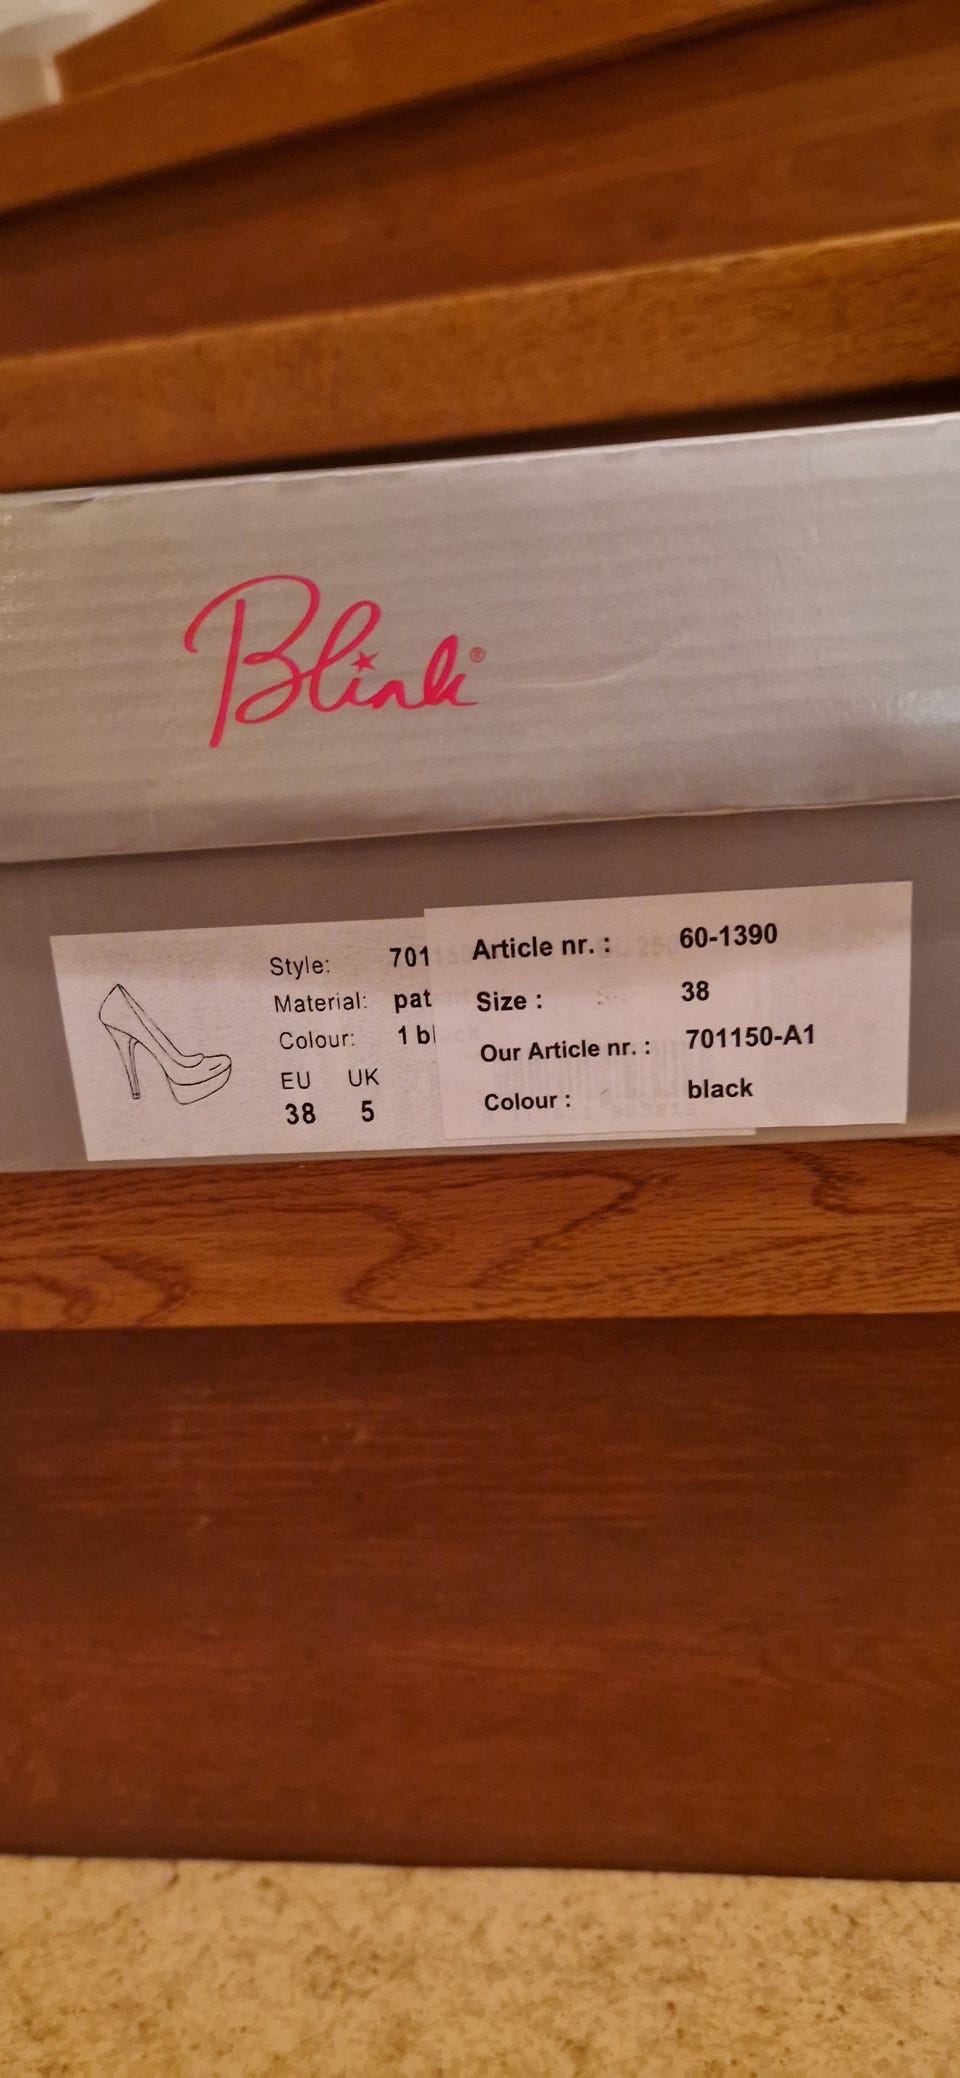 Blink®
Style: 701
Material: pat
Colour: 1 bl
EU UK
38 5
Article nr. : 60-1390
Size : 38
Our Article nr. : 701150-A1
Colour : black